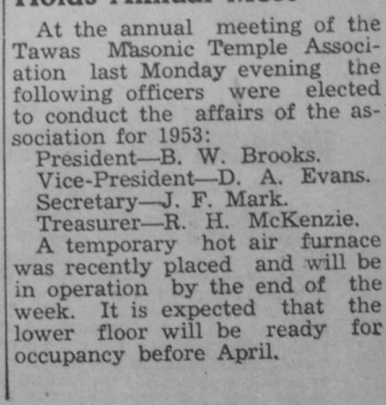 At the annual meeting of the
Tawas Masonic Temple Associ-
ation last Monday evening the
following officers were elected
to conduct the affairs of the as-
sociation for 1953:
President—B. W. Brooks.
Vice-President—D. A. Evans.
Secretary—J. F. Mark.
Treasurer—R. H. McKenzie.
A temporary hot air furnace
was recently placed and will be
in operation by the end of the
week. It is expected that the
lower floor will be ready for
occupancy before April.